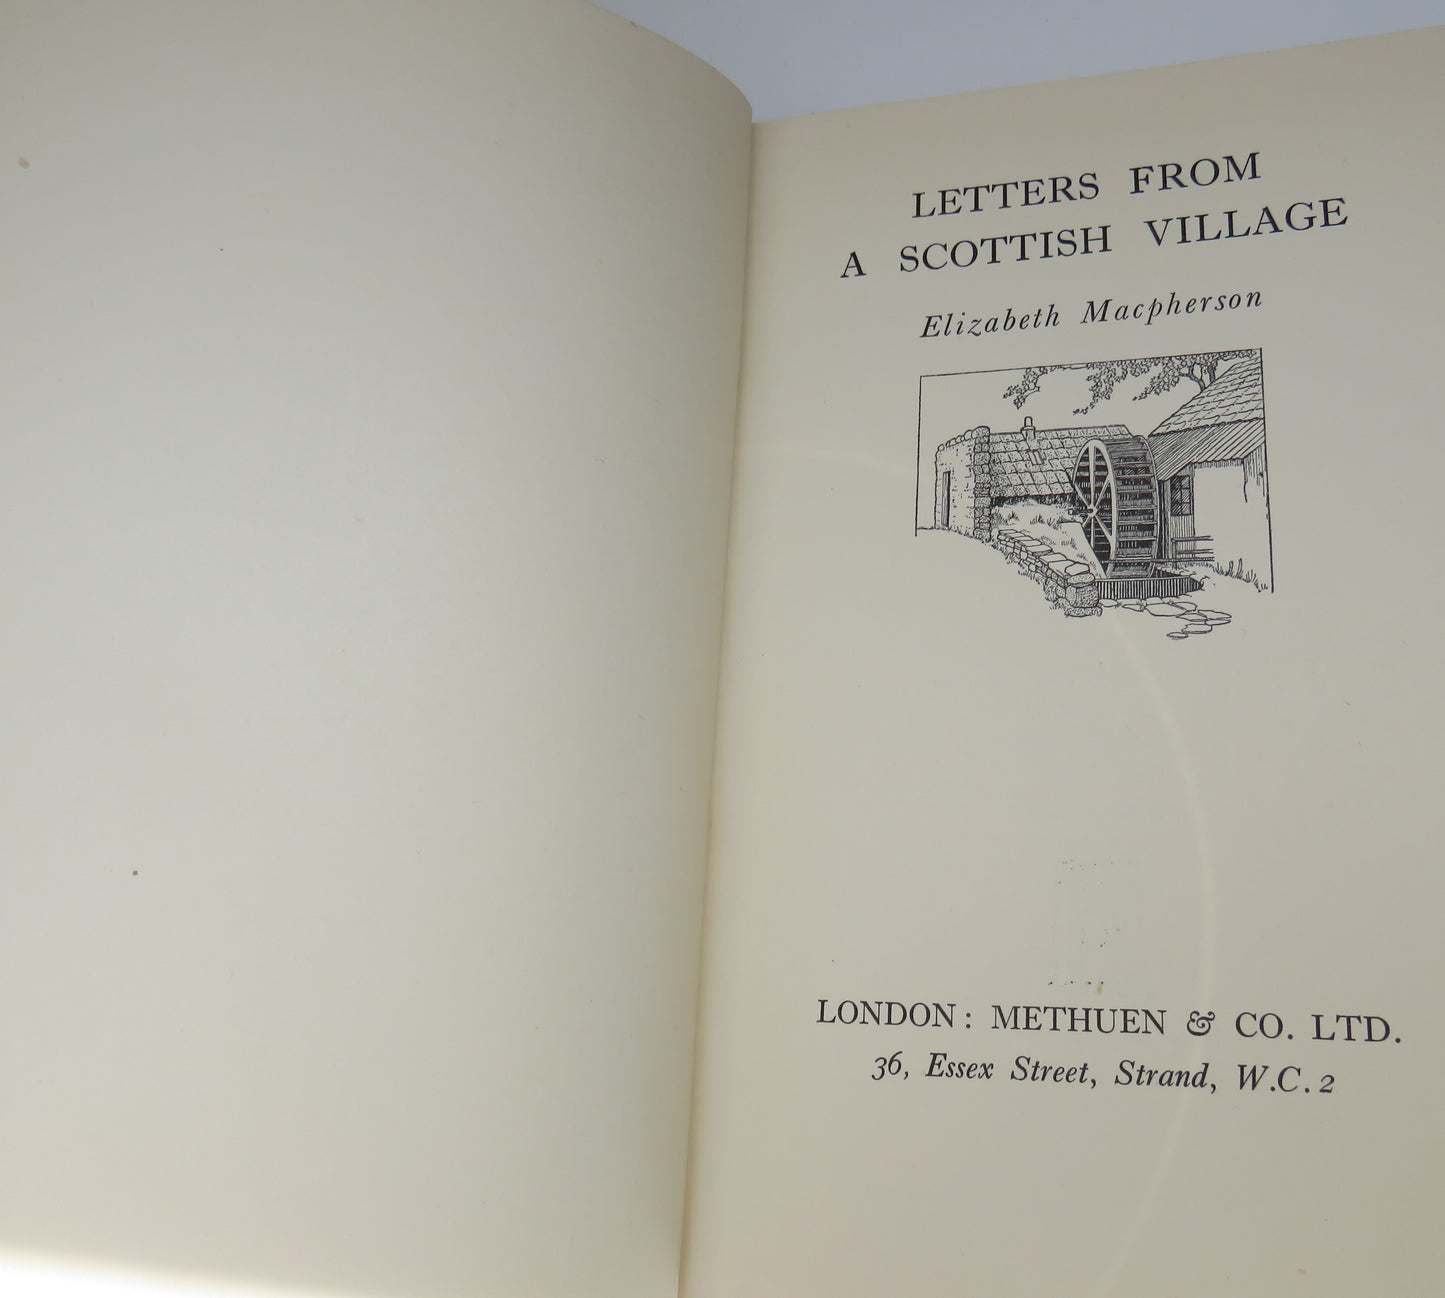 LETTERS FROM
A SCOTTISH VILLAGE
Elizabeth Macpherson
LONDON: METHUEN & CO. LTD.
36, Essex Street, Strand, W.C.2